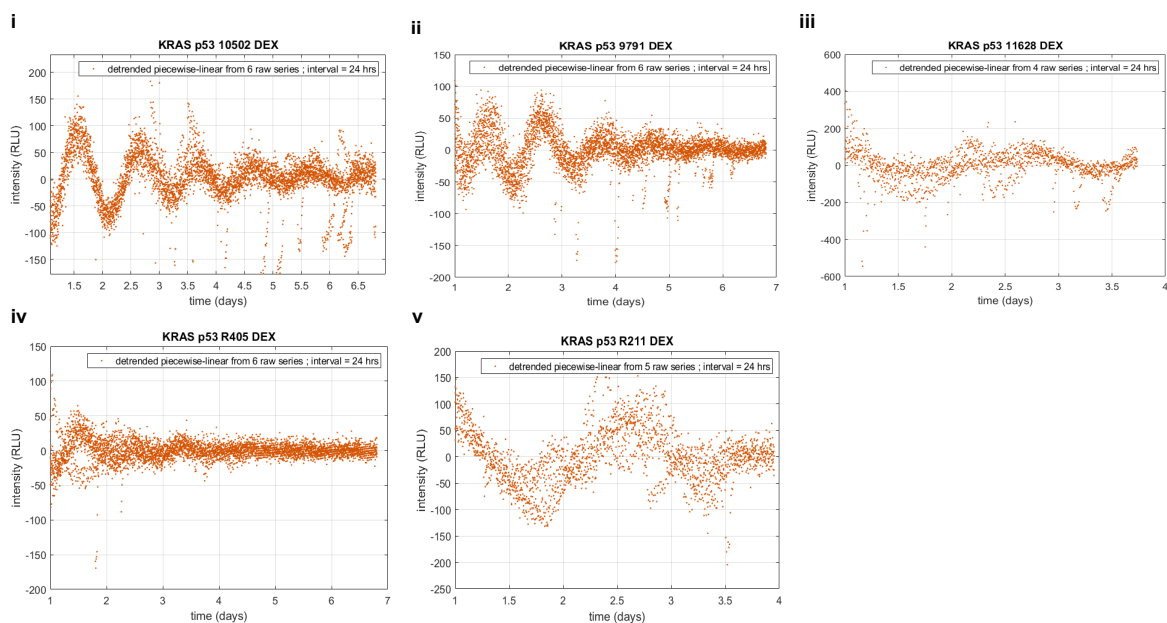 i
KRAS p53 10502 DEX
detrended piecewise-linear from 6 raw series ; interval = 24 hrs
intensity (RLU)
200
150
100
50
0
-50
-100
-150
1.5 2 2.5 3 3.5 4 4.5 5 5.5 6 6.5
time (days)
ii
KRAS p53 9791 DEX
detrended piecewise-linear from 6 raw series ; interval = 24 hrs
intensity (RLU)
150
100
50
0
-50
-100
-150
-200
1 2 3 4 5 6 7
time (days)
iii
KRAS p53 11628 DEX
detrended piecewise-linear from 4 raw series ; interval = 24 hrs
intensity (RLU)
600
400
200
0
-200
-400
-600
1 1.5 2 2.5 3 3.5 4
time (days)
iv
KRAS p53 R405 DEX
detrended piecewise-linear from 6 raw series ; interval = 24 hrs
intensity (RLU)
150
100
50
0
-50
-100
-150
-200
1 2 3 4 5 6 7
time (days)
v
KRAS p53 R211 DEX
detrended piecewise-linear from 5 raw series ; interval = 24 hrs
intensity (RLU)
200
150
100
50
0
-50
-100
-150
-200
-250
1 1.5 2 2.5 3 3.5 4
time (days)